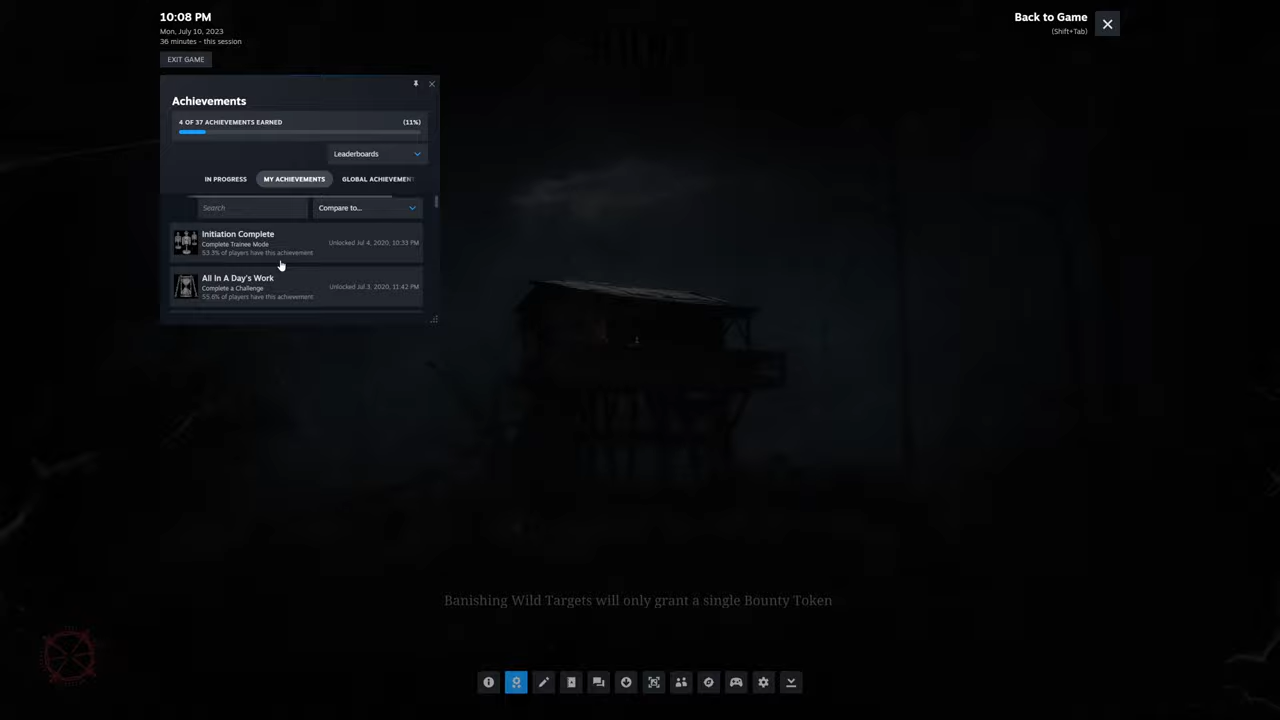 10:08 PM
Mon, July 10, 2023
36 minutes - this session
EXIT GAME
Back to Game
(Shift+Tab)
Achievements
4 OF 37 ACHIEVEMENTS EARNED (11%)
Leaderboards
IN PROGRESS MY ACHIEVEMENTS GLOBAL ACHIEVEMEN
Search Compare to...
Initiation Complete
Complete Trainee Mode
53.3% of players have this achievement
Unlocked Jul 4, 2020, 10:33 PM
All In A Day's Work
Complete a Challenge
55.6% of players have this achievement
Unlocked Jul 3, 2020, 11:42 PM
Banishing Wild Targets will only grant a single Bounty Token